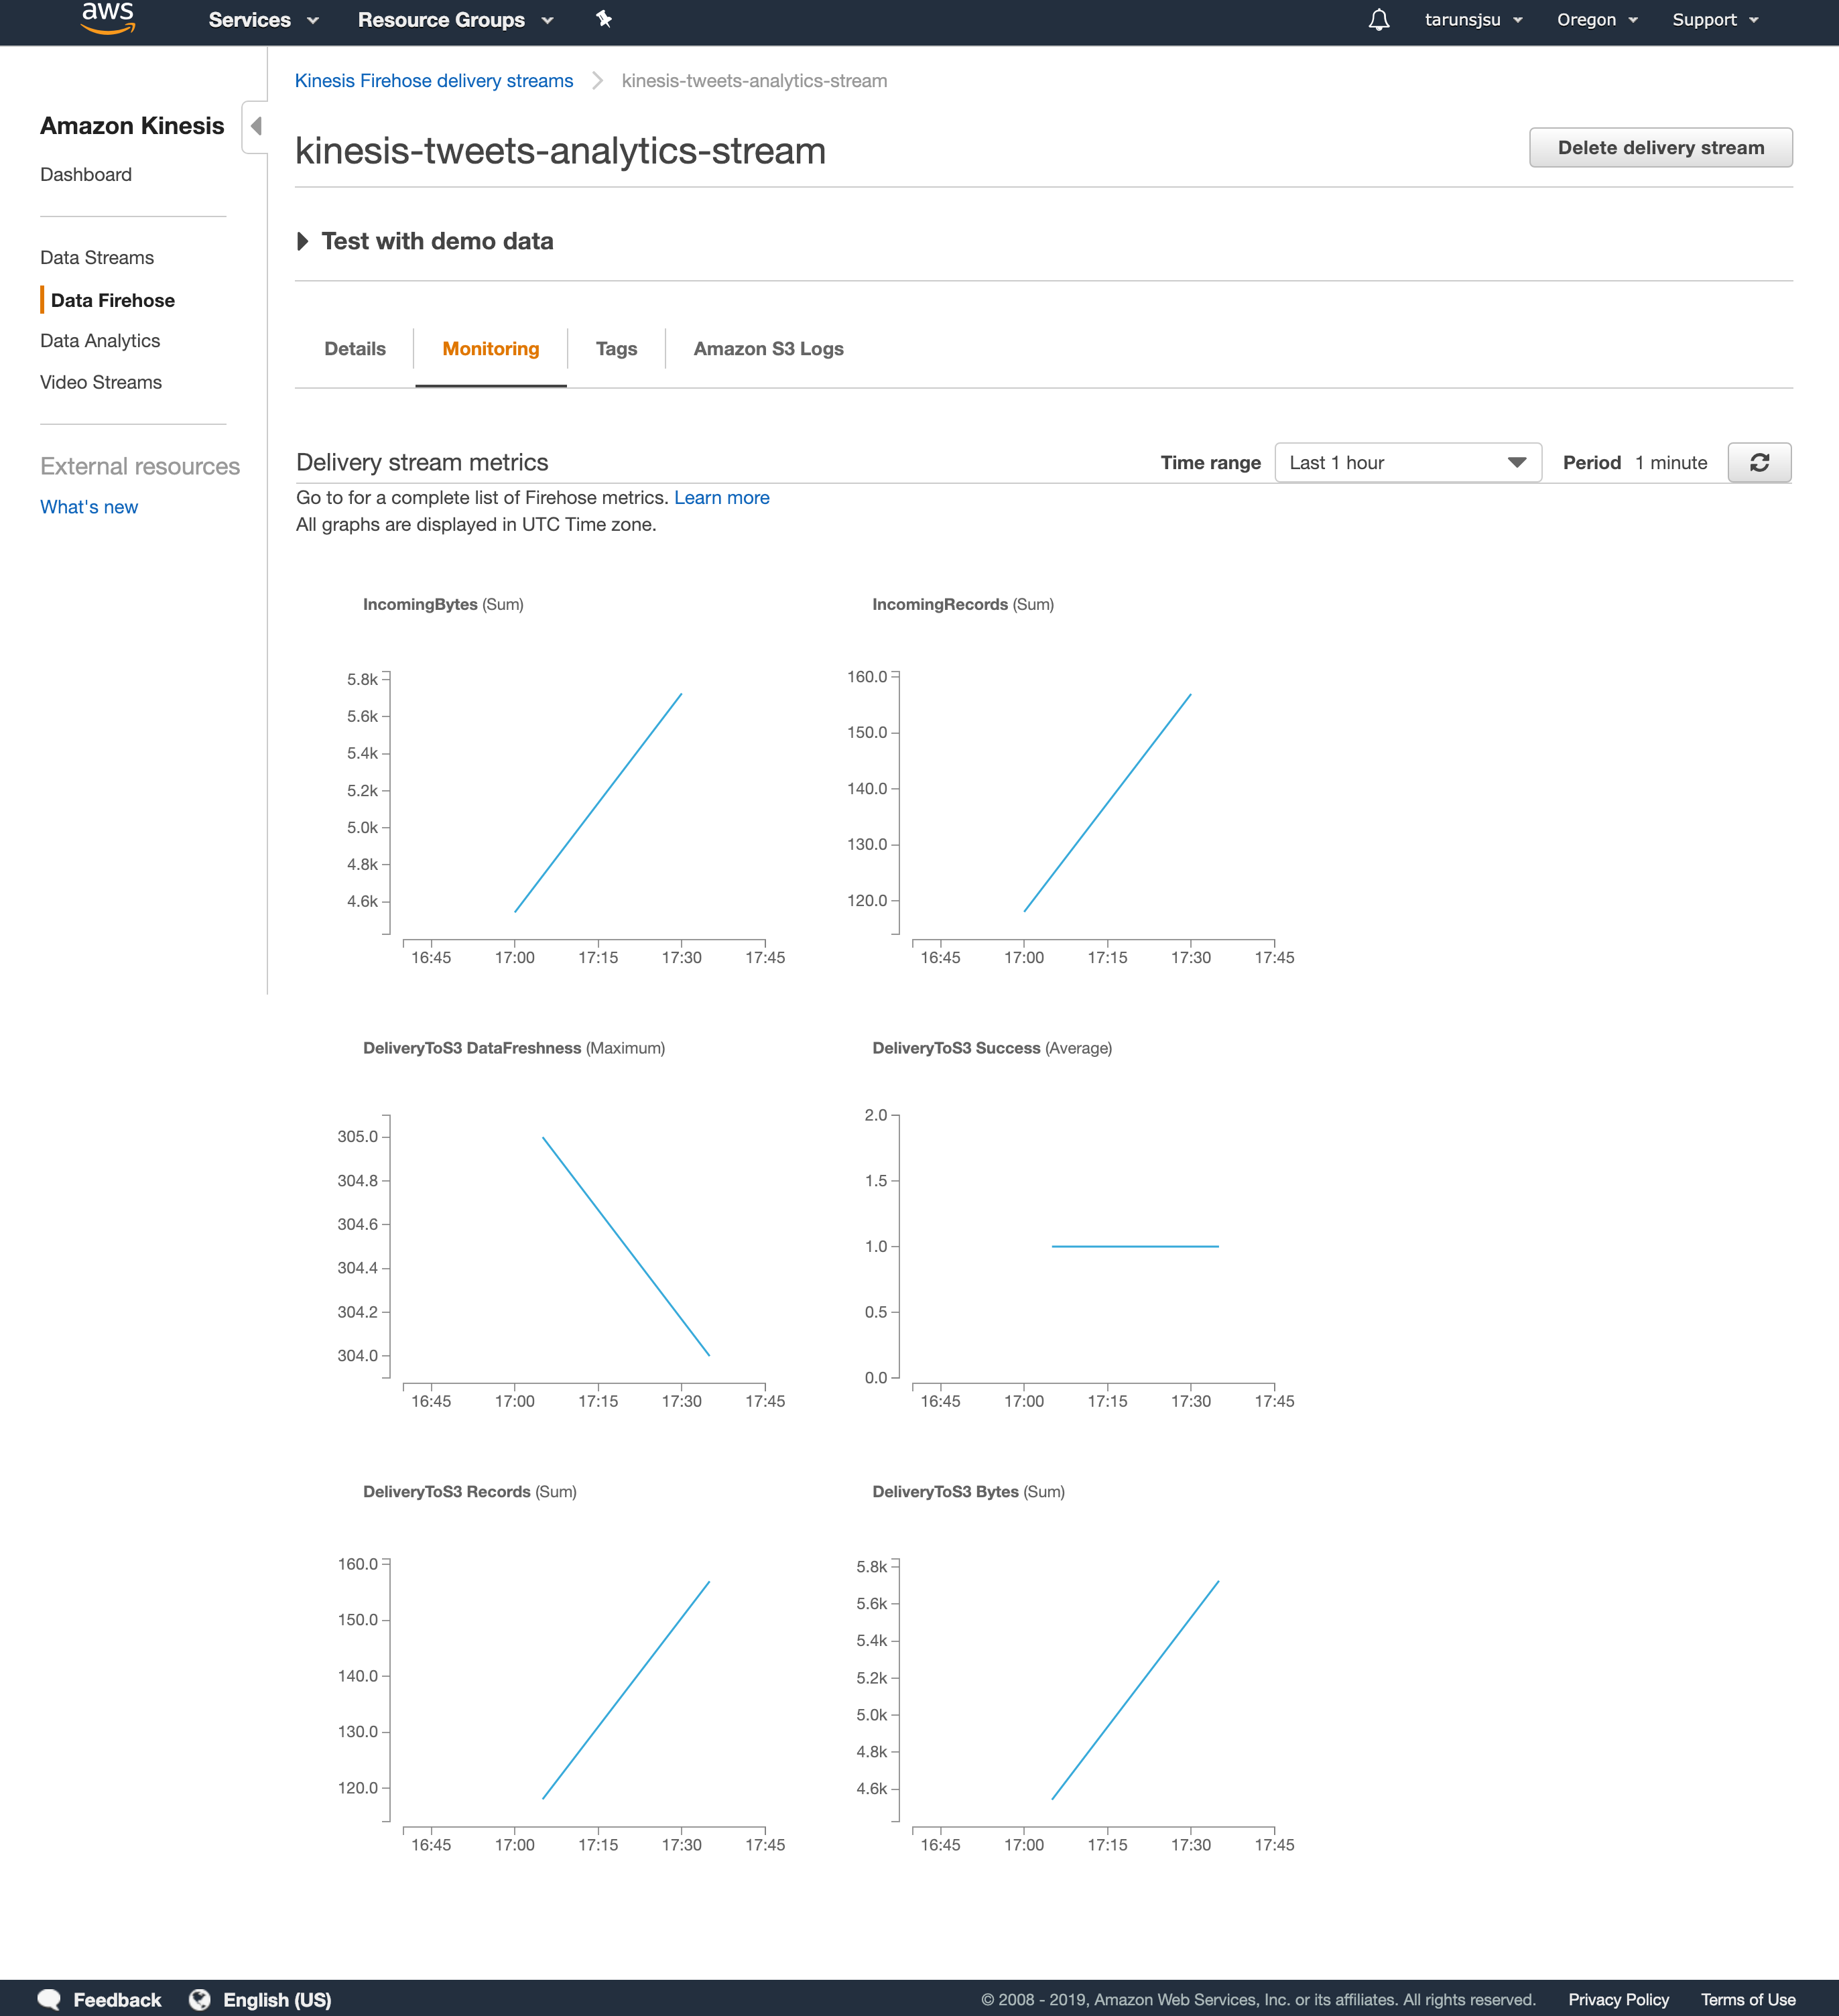 aws Services Resource Groups tarunsjsu Oregon Support
Kinesis Firehose delivery streams kinesis-tweets-analytics-stream
Amazon Kinesis
Dashboard
Data Streams
Data Firehose
Data Analytics
Video Streams
External resources
What's new
kinesis-tweets-analytics-stream Delete delivery stream
Test with demo data
Details Monitoring Tags Amazon S3 Logs
Delivery stream metrics Time range Last 1 hour Period 1 minute
Go to for a complete list of Firehose metrics. Learn more
All graphs are displayed in UTC Time zone.
IncomingBytes (Sum)
5.8k
5.6k
5.4k
5.2k
5.0k
4.8k
4.6k
16:45 17:00 17:15 17:30 17:45
IncomingRecords (Sum)
160.0
150.0
140.0
130.0
120.0
16:45 17:00 17:15 17:30 17:45
DeliveryToS3 DataFreshness (Maximum)
305.0
304.8
304.6
304.4
304.2
304.0
16:45 17:00 17:15 17:30 17:45
DeliveryToS3 Success (Average)
2.0
1.5
1.0
0.5
0.0
16:45 17:00 17:15 17:30 17:45
DeliveryToS3 Records (Sum)
160.0
150.0
140.0
130.0
120.0
16:45 17:00 17:15 17:30 17:45
DeliveryToS3 Bytes (Sum)
5.8k
5.6k
5.4k
5.2k
5.0k
4.8k
4.6k
16:45 17:00 17:15 17:30 17:45
Feedback English (US) © 2008 - 2019, Amazon Web Services, Inc. or its affiliates. All rights reserved. Privacy Policy Terms of Use